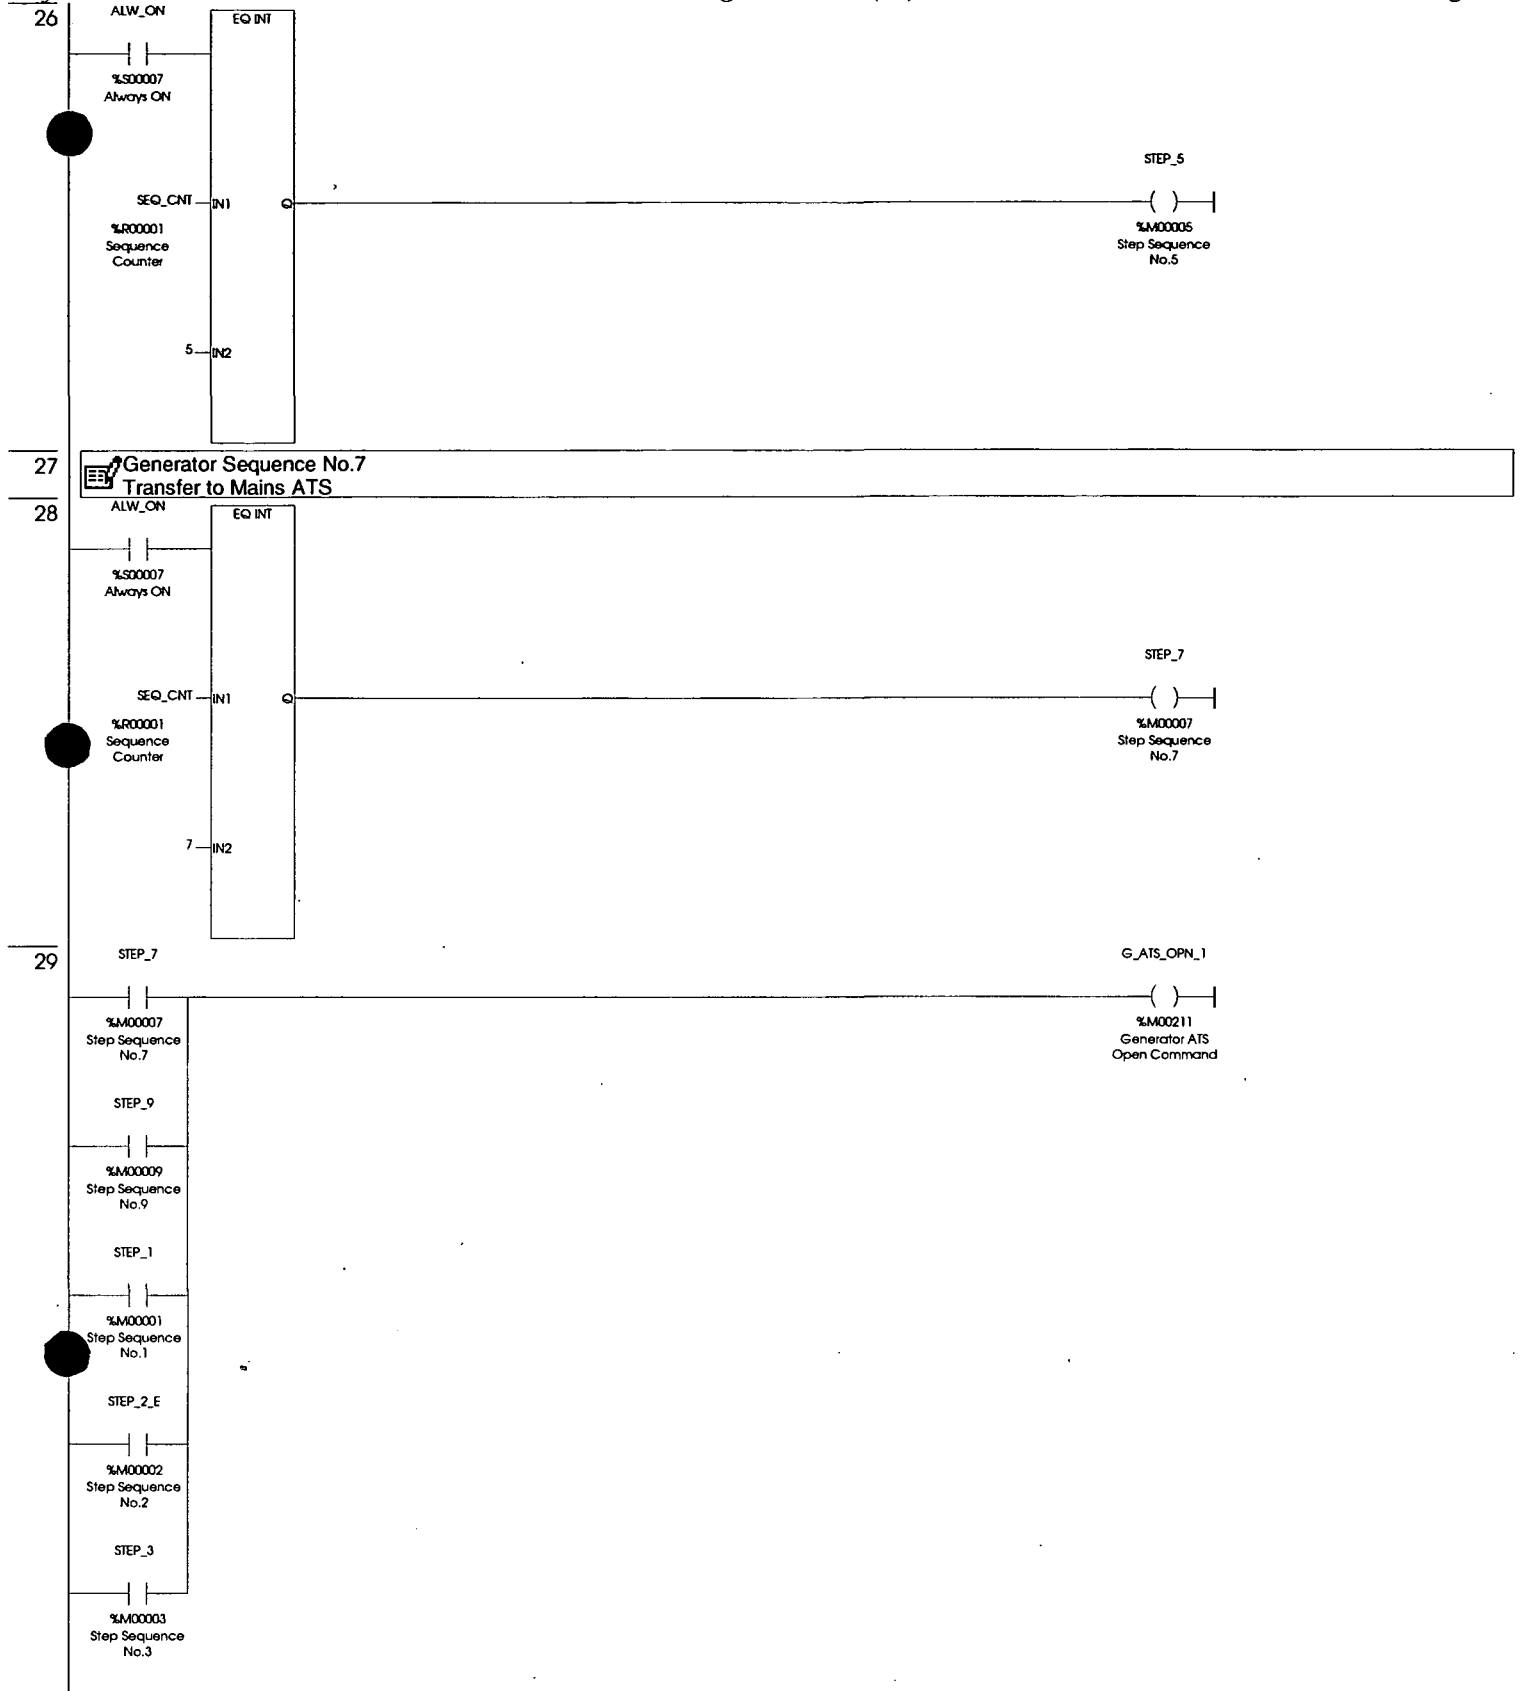 26
ALW_ON
EQ INT
%S00007
Always ON
STEP_5
SEQ_CNT
IN1
Q
%R00001
Sequence
Counter
%M00005
Step Sequence
No.5
5
IN2
27
Generator Sequence No.7
Transfer to Mains ATS
28
ALW_ON
EQ INT
%S00007
Always ON
STEP_7
SEQ_CNT
IN1
Q
%R00001
Sequence
Counter
%M00007
Step Sequence
No.7
7
IN2
29
STEP_7
G_ATS_OPN_1
%M00007
Step Sequence
No.7
%M00211
Generator ATS
Open Command
STEP_9
%M00009
Step Sequence
No.9
STEP_1
%M00001
Step Sequence
No.1
STEP_2_E
%M00002
Step Sequence
No.2
STEP_3
%M00003
Step Sequence
No.3